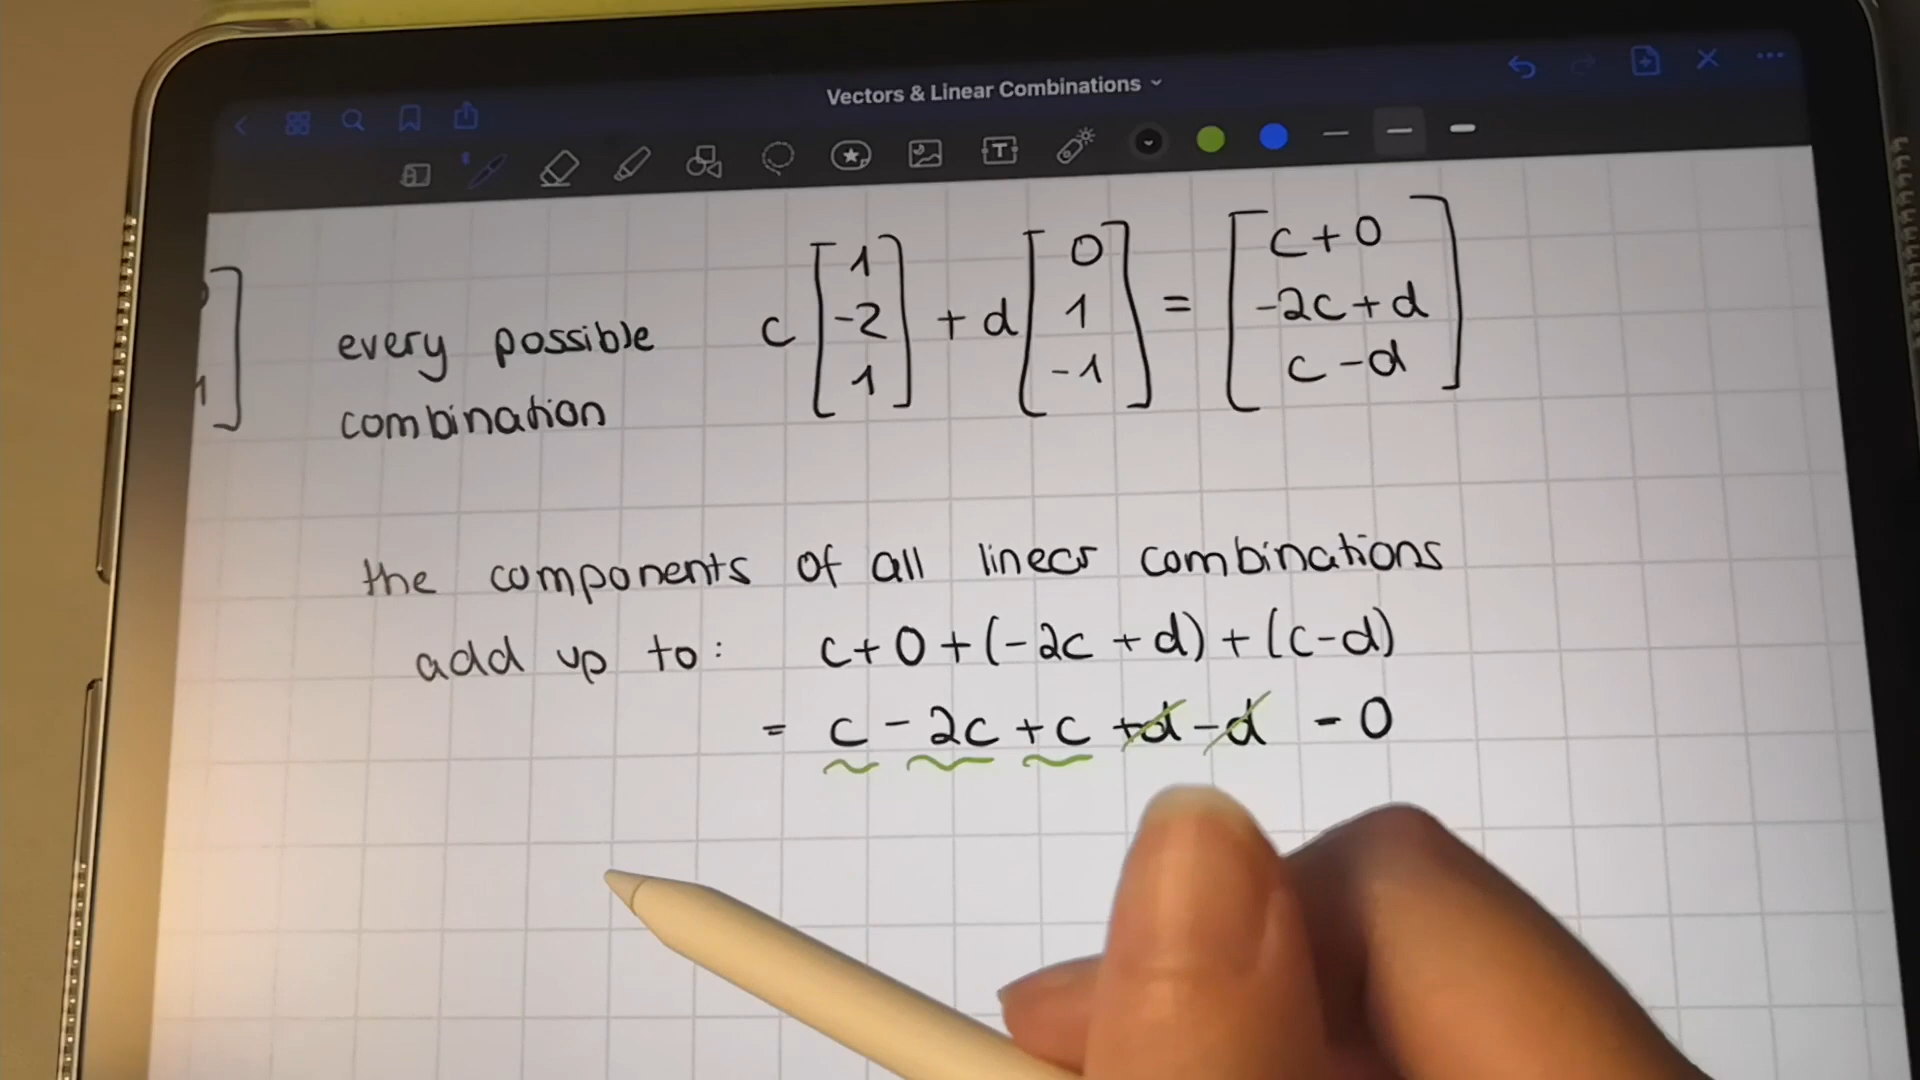 Vectors & Linear Combinations
every possible combination
c [1 -2 1] + d [0 1 -1] = [c+0 -2c+d c-d]
the components of all linecr combinations
add up to: c+0+(-2c+d)+(c-d)
= c-2c+c+d-d -0